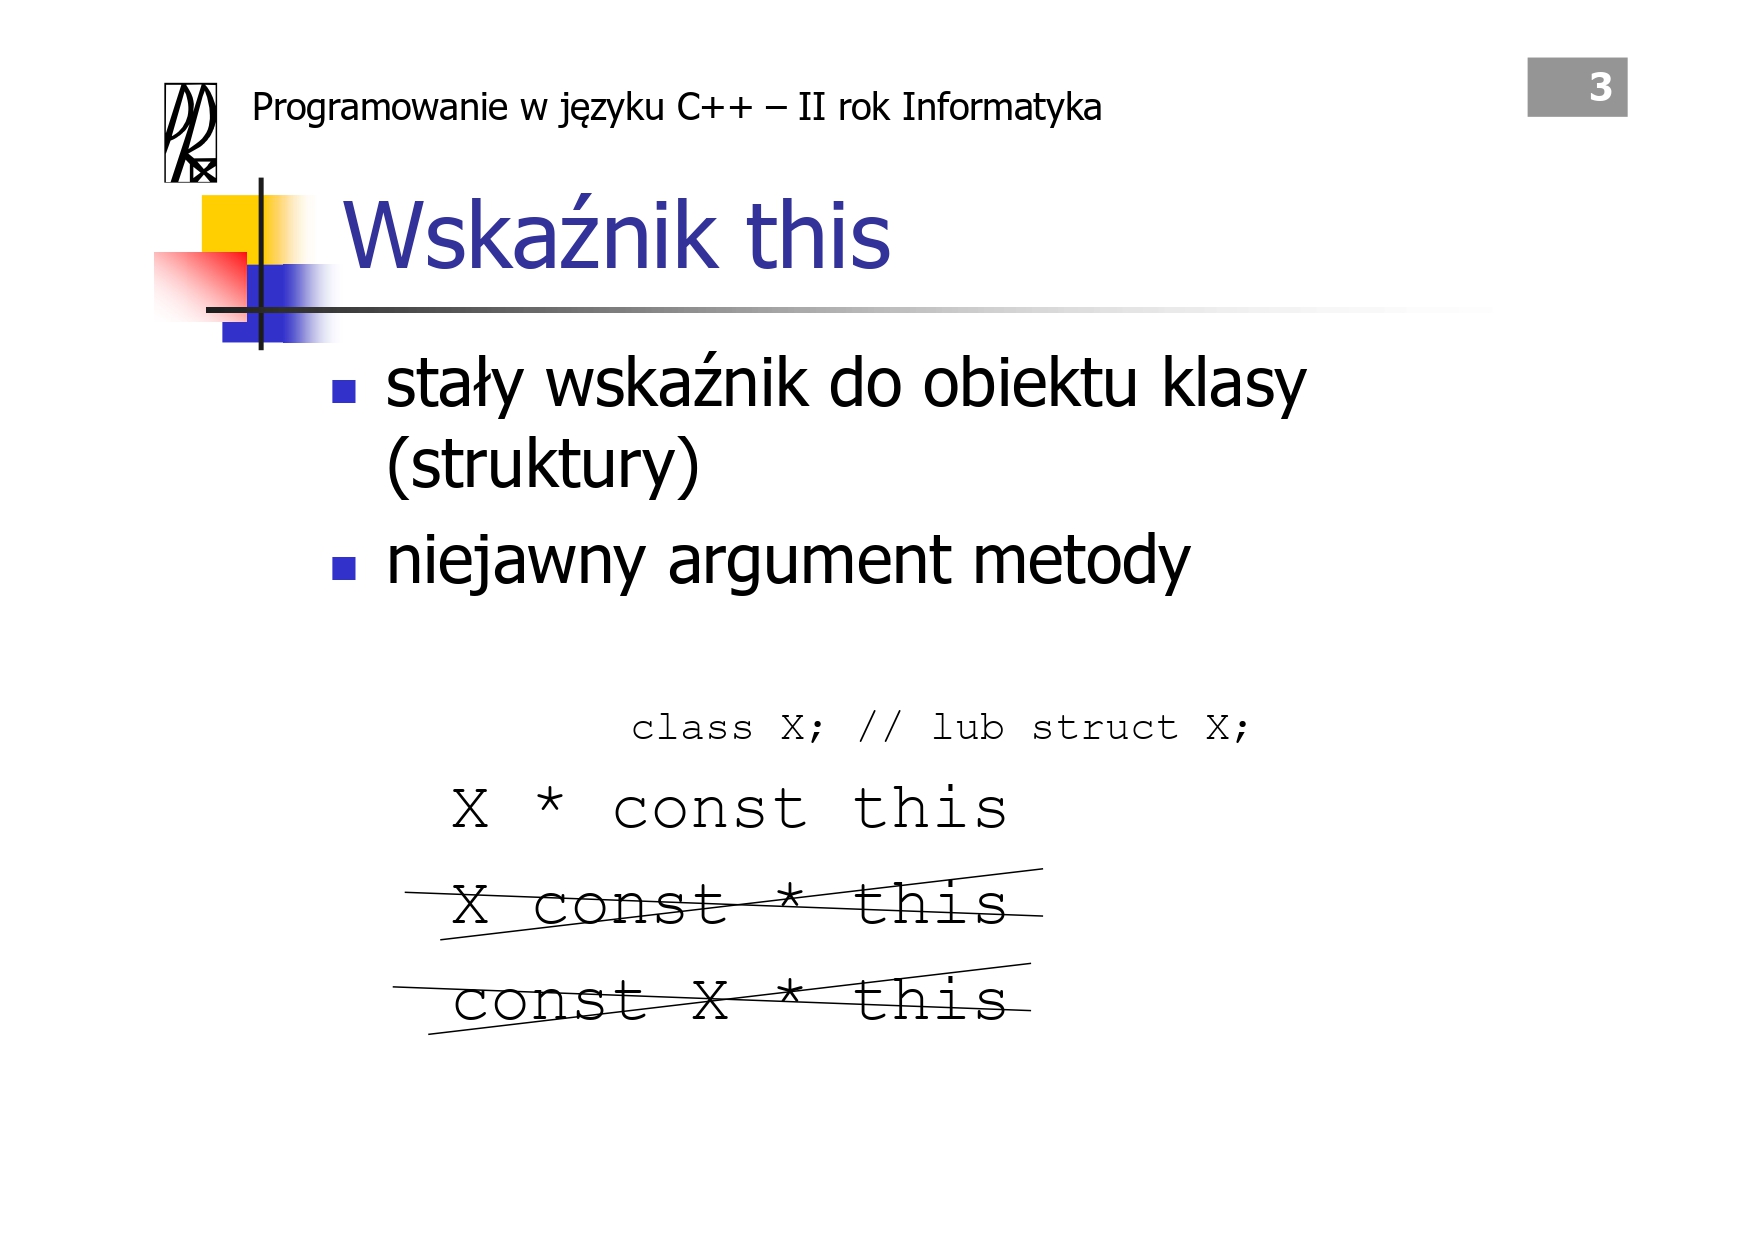 Programowanie w języku C++ – II rok Informatyka
3
Wskaźnik this
stały wskaźnik do obiektu klasy
(struktury)
niejawny argument metody
class X; // lub struct X;
X * const this
X const * this
const X * this